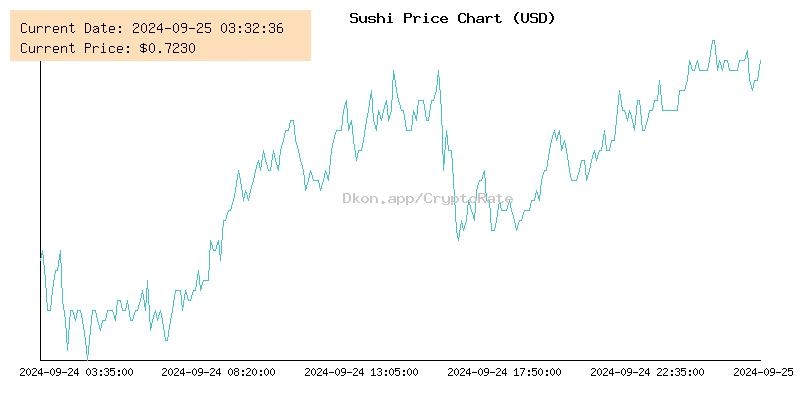 Sushi Price Chart (USD)
Current Date: 2024-09-25 03:32:36
Current Price: $0.7230
Dkon.app/CryptoRate
2024-09-24 03:35:00
2024-09-24 08:20:00
2024-09-24 13:05:00
2024-09-24 17:50:00
2024-09-24 22:35:00
2024-09-25